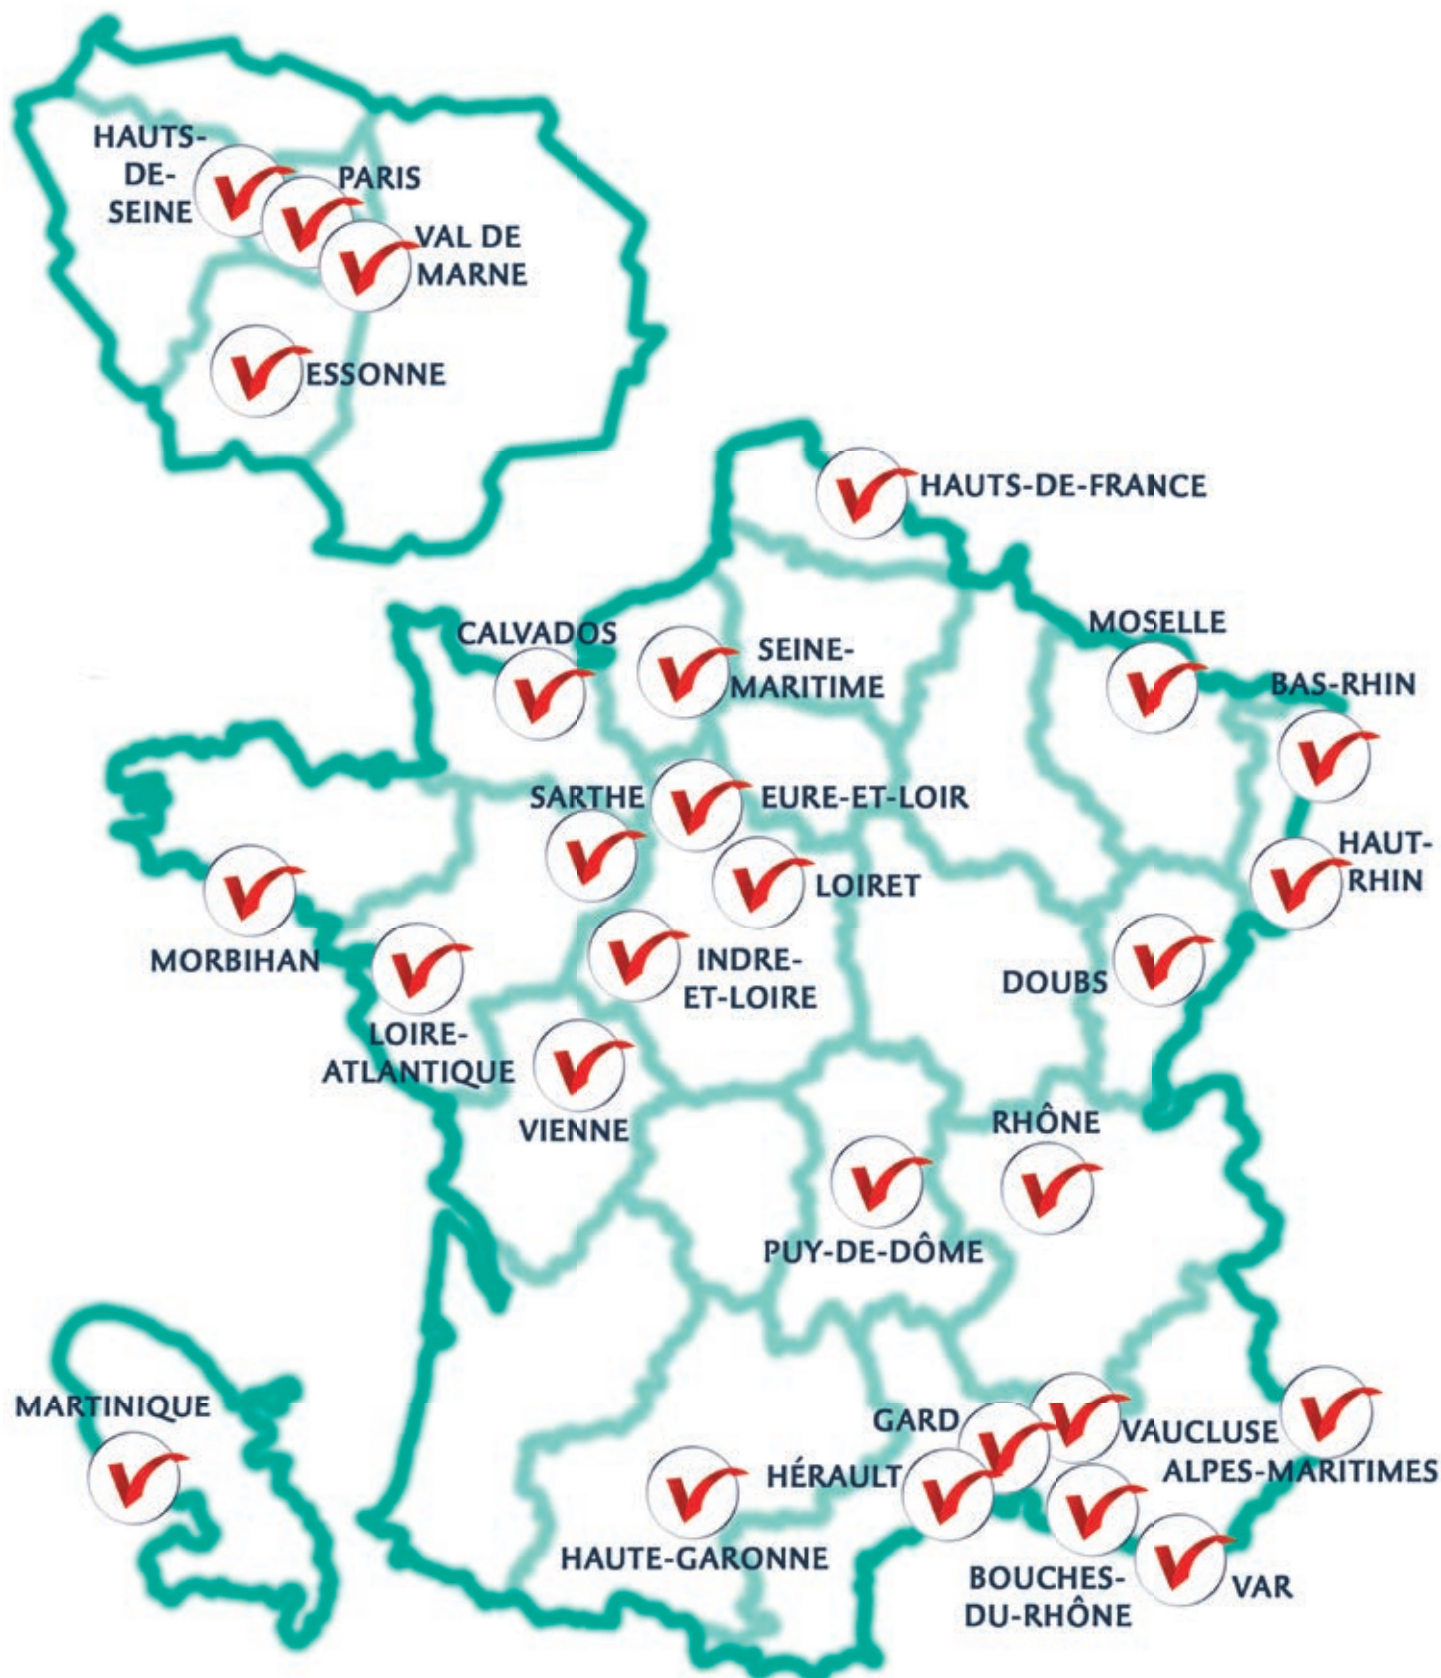 HAUTS-
DE-
SEINE
PARIS
VAL DE
MARNE
ESSONNE
HAUTS-DE-FRANCE
CALVADOS
SEINE-
MARITIME
MOSELLE
BAS-RHIN
SARTHE
EURE-ET-LOIR
HAUT-
RHIN
LOIRET
MORBIHAN
INDRE-
ET-LOIRE
DOUBS
LOIRE-
ATLANTIQUE
VIENNE
RHÔNE
PUY-DE-DÔME
MARTINIQUE
GARD
VAUCLUSE
ALPES-MARITIMES
HÉRAULT
HAUTE-GARONNE
BOUCHES-
DU-RHÔNE
VAR